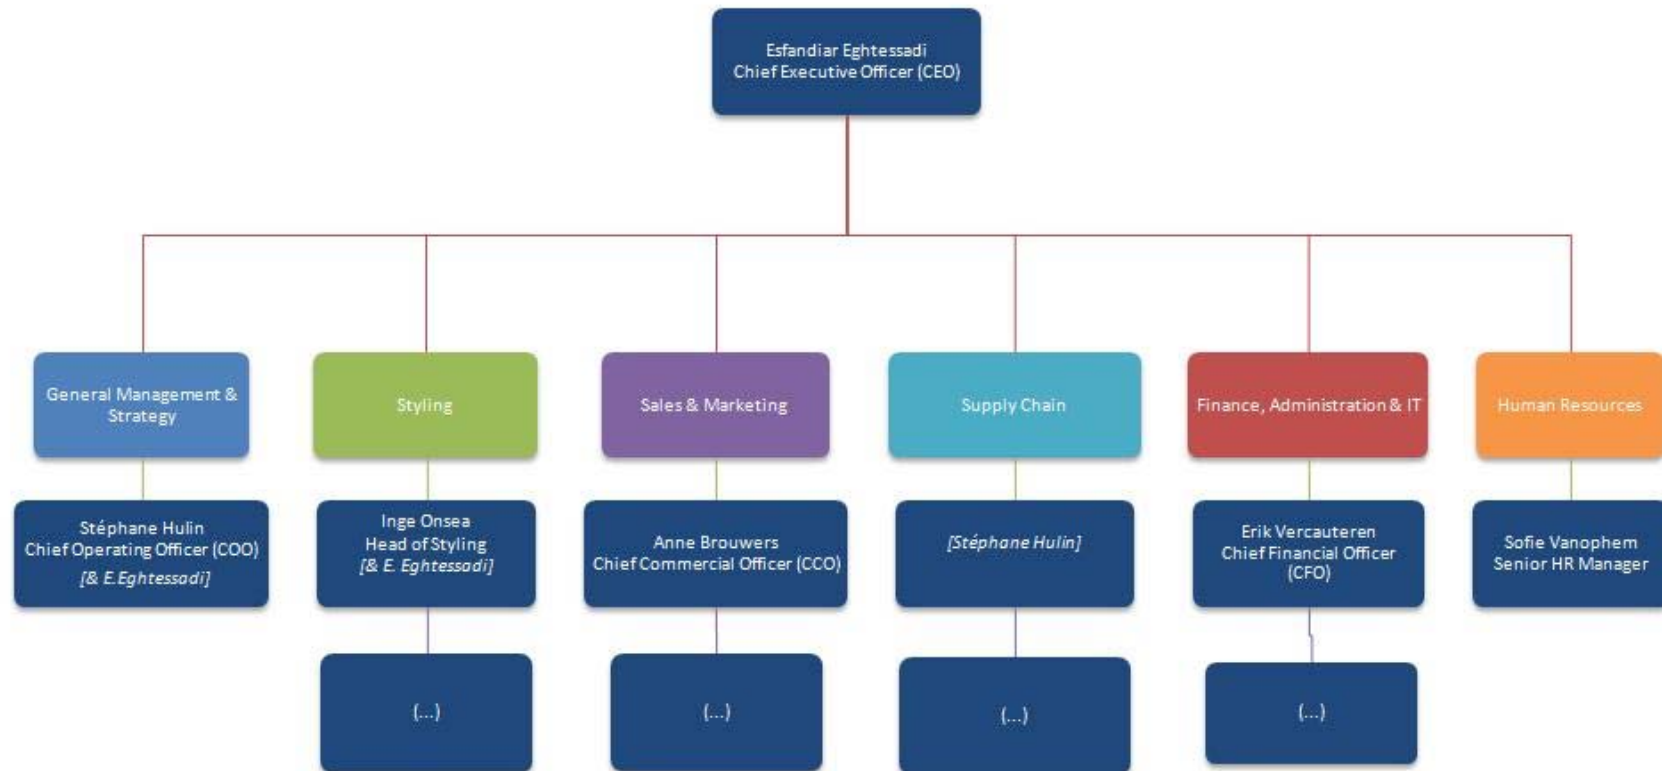 Esfandiar Eghtessadi
Chief Executive Officer (CEO)
General Management &
Strategy
Styling
Sales & Marketing
Supply Chain
Finance, Administration & IT
Human Resources
Stéphane Hulin
Chief Operating Officer (COO)
[& E.Eghtessadi]
Inge Onsea
Head of Styling
[& E. Eghtessadi]
Anne Brouwers
Chief Commercial Officer (CCO)
[Stéphane Hulin]
Erik Vercauteren
Chief Financial Officer
(CFO)
Sofie Vanophem
Senior HR Manager
(...)
(...)
(...)
(...)